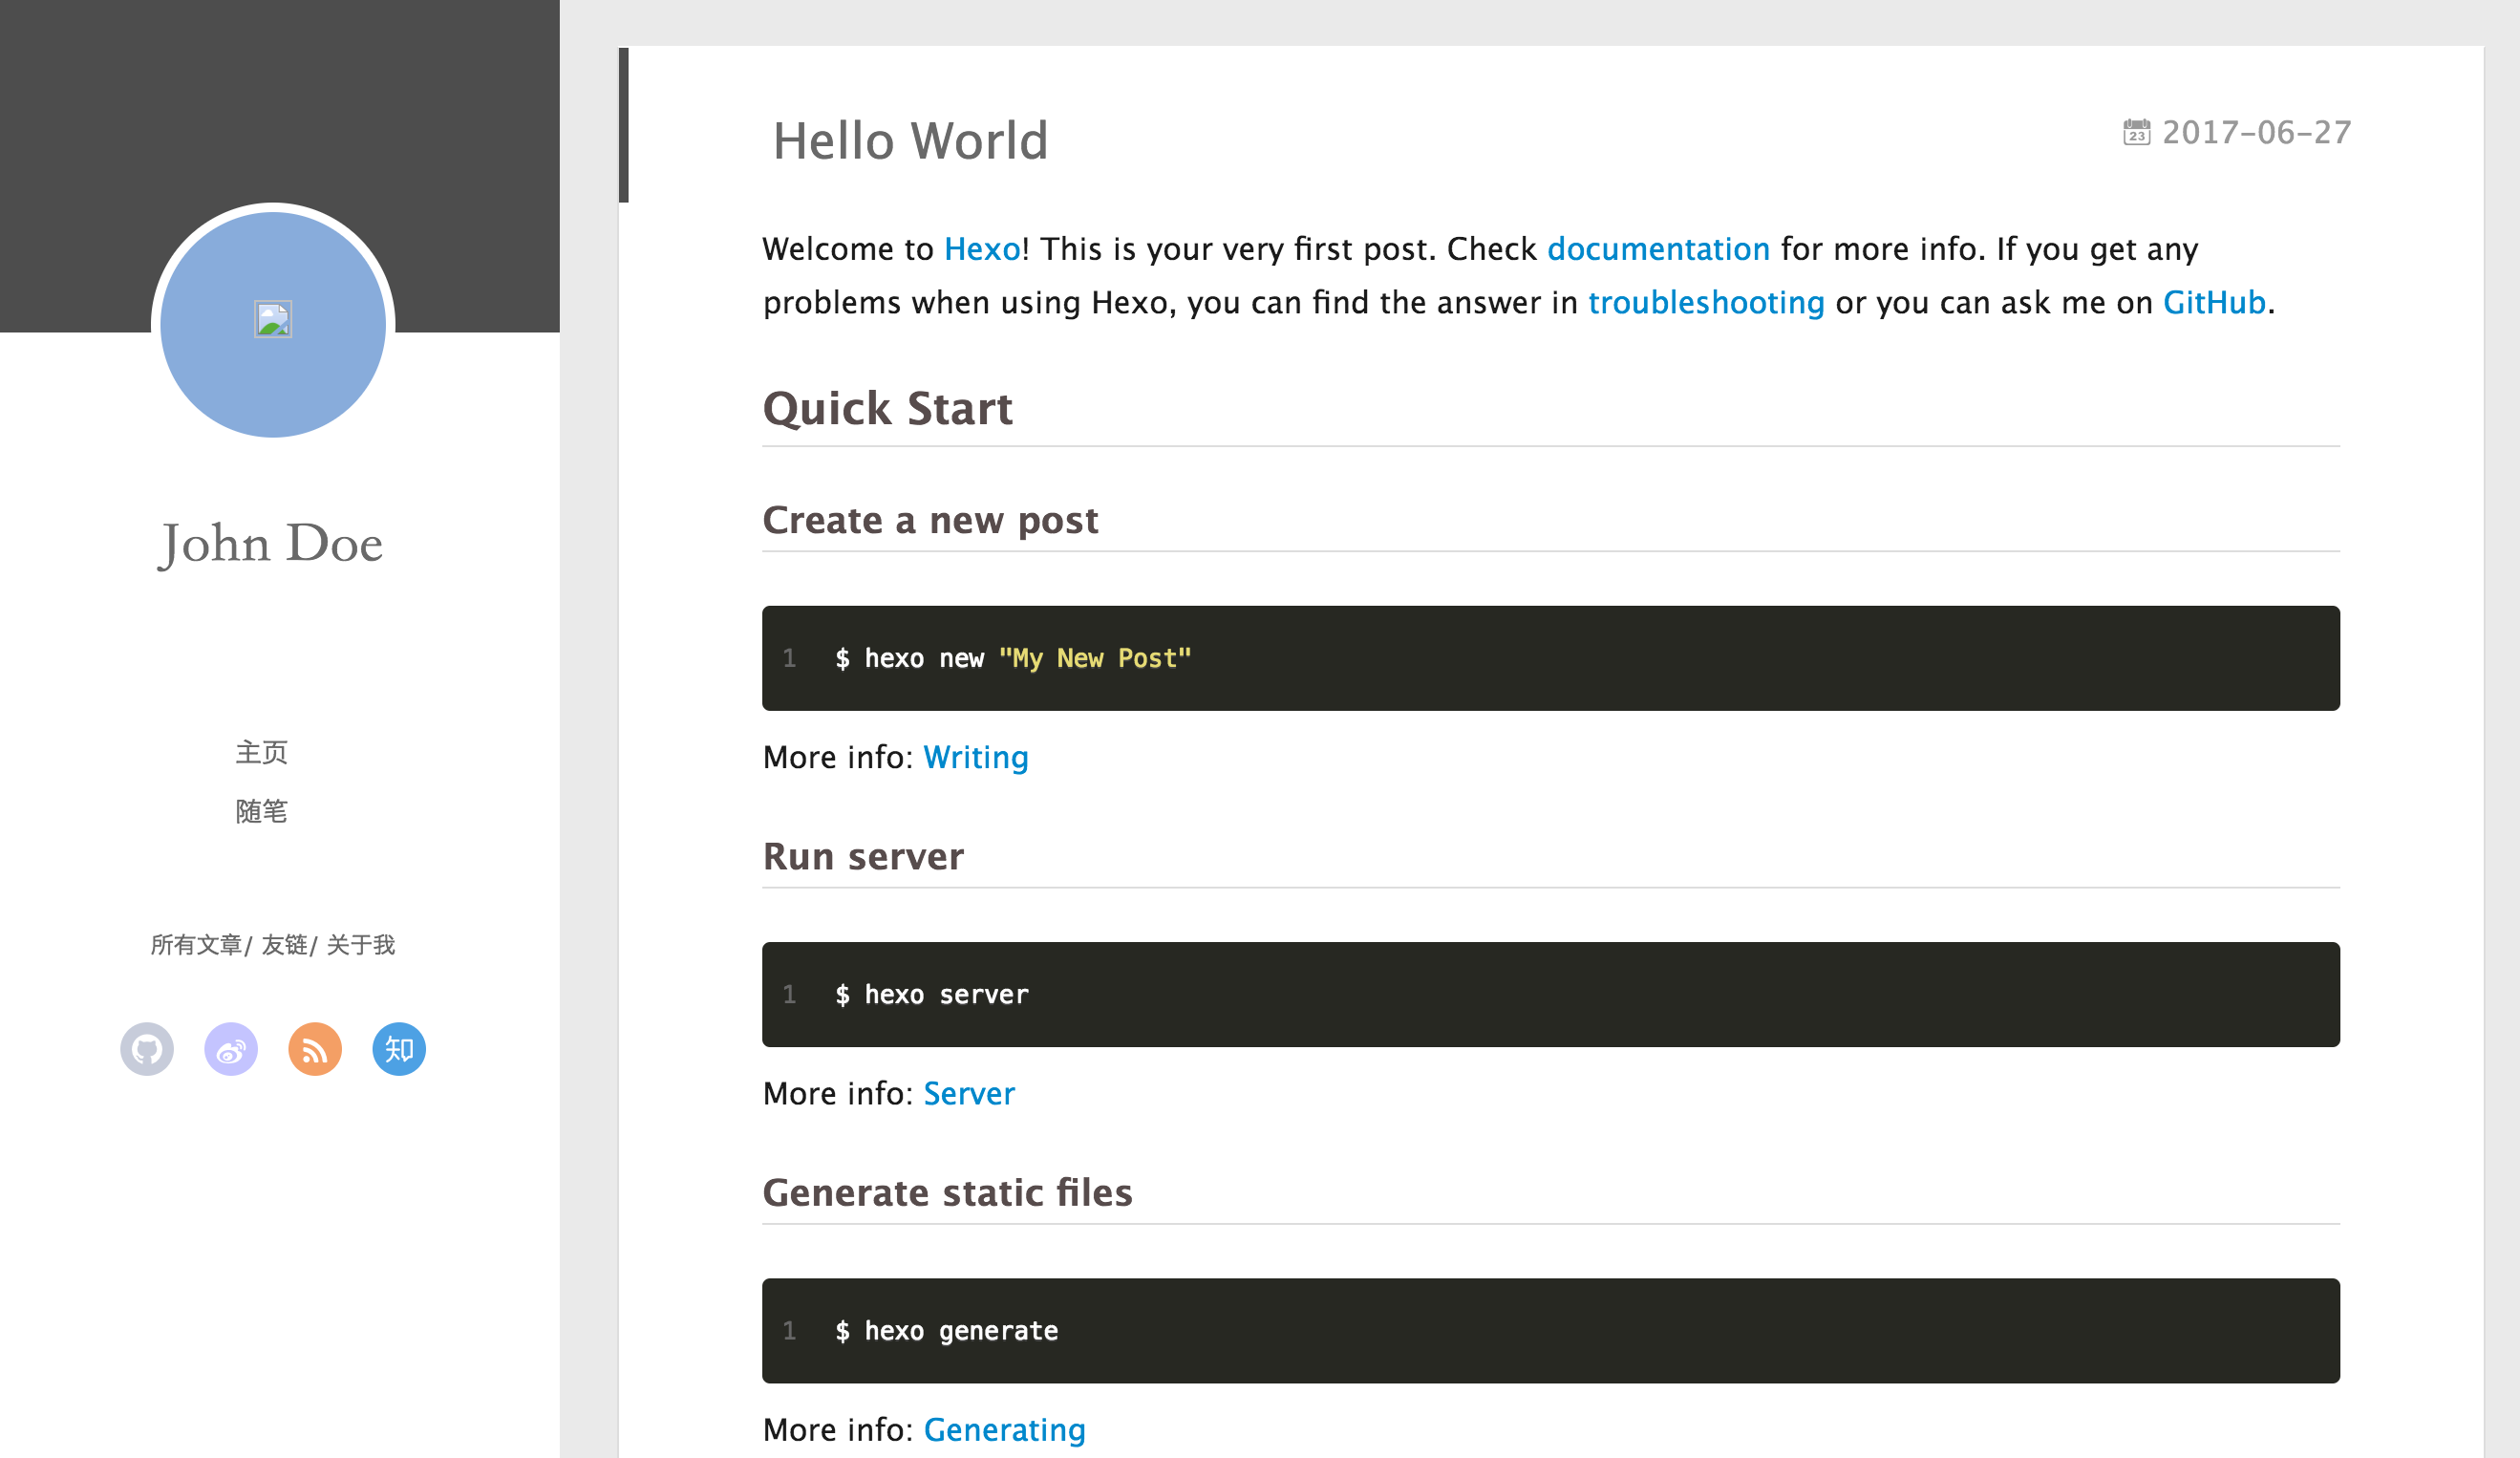 John Doe
主页
随笔
所有文章/ 友链/ 关于我
知
Hello World
23 2017-06-27
Welcome to Hexo! This is your very first post. Check documentation for more info. If you get any
problems when using Hexo, you can find the answer in troubleshooting or you can ask me on GitHub.
Quick Start
Create a new post
1 $ hexo new "My New Post"
More info: Writing
Run server
1 $ hexo server
More info: Server
Generate static files
1 $ hexo generate
More info: Generating